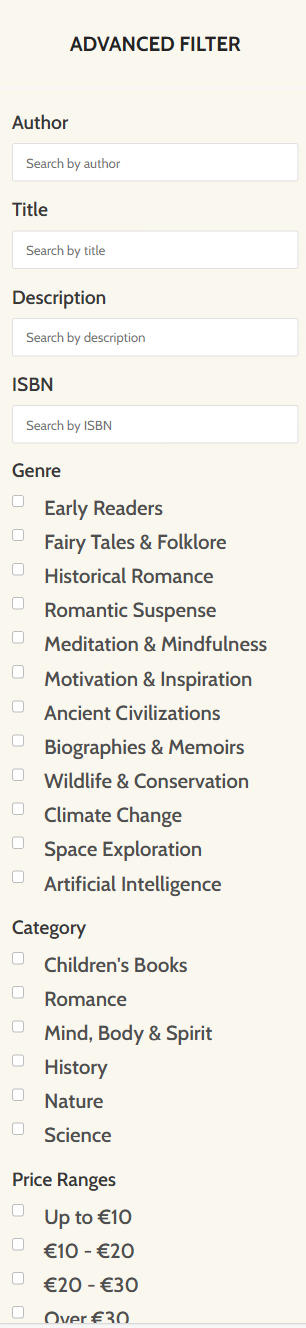 ADVANCED FILTER
Author
Search by author
Title
Search by title
Description
Search by description
ISBN
Search by ISBN
Genre
Early Readers
Fairy Tales & Folklore
Historical Romance
Romantic Suspense
Meditation & Mindfulness
Motivation & Inspiration
Ancient Civilizations
Biographies & Memoirs
Wildlife & Conservation
Climate Change
Space Exploration
Artificial Intelligence
Category
Children's Books
Romance
Mind, Body & Spirit
History
Nature
Science
Price Ranges
Up to €10
€10 - €20
€20 - €30
Over €30